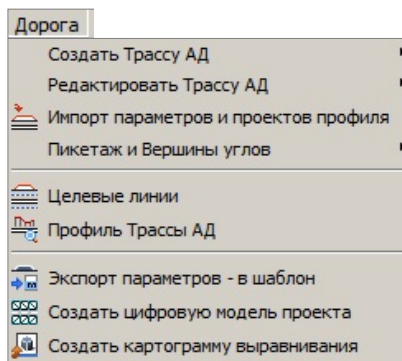 Дорога
Создать Трассу АД
Редактировать Трассу АД
Импорт параметров и проектов профиля
Пикетаж и Вершины углов
Целевые линии
Профиль Трассы АД
Экспорт параметров - в шаблон
Создать цифровую модель проекта
Создать картограмму выравнивания